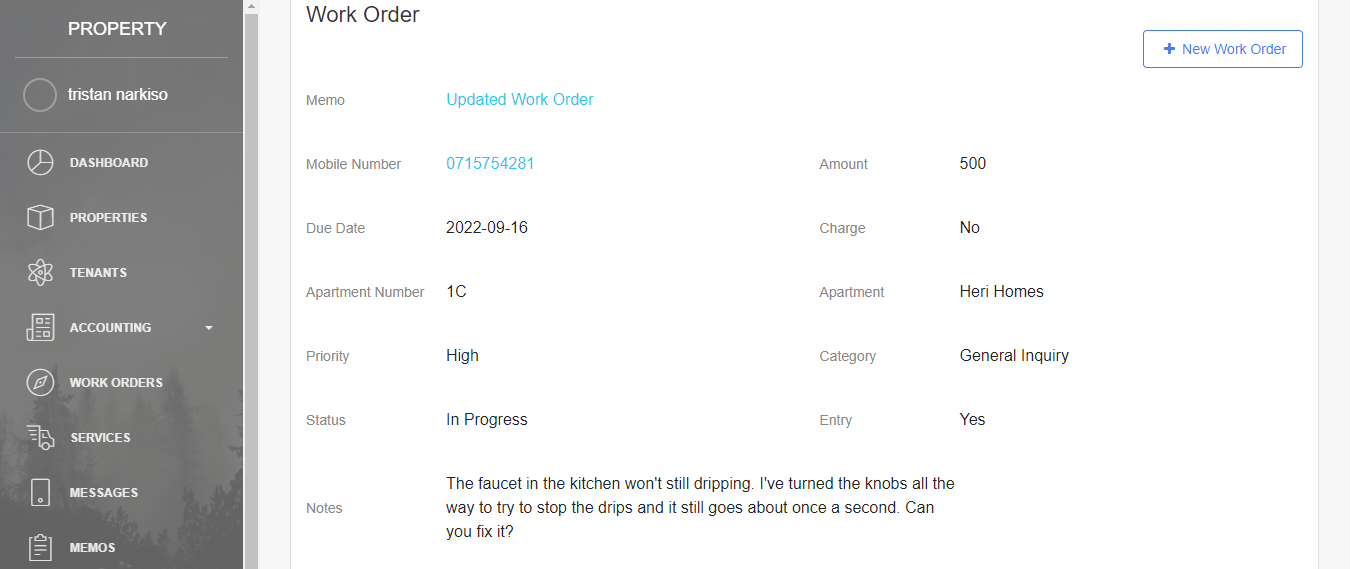 PROPERTY
tristan narkiso
DASHBOARD
PROPERTIES
TENANTS
ACCOUNTING
WORK ORDERS
SERVICES
MESSAGES
MEMOS
Work Order
New Work Order
Memo Updated Work Order
Mobile Number 0715754281 Amount 500
Due Date 2022-09-16 Charge No
Apartment Number 1C Apartment Heri Homes
Priority High Category General Inquiry
Status In Progress Entry Yes
Notes
The faucet in the kitchen won't still dripping. I've turned the knobs all the
way to try to stop the drips and it still goes about once a second. Can
you fix it?